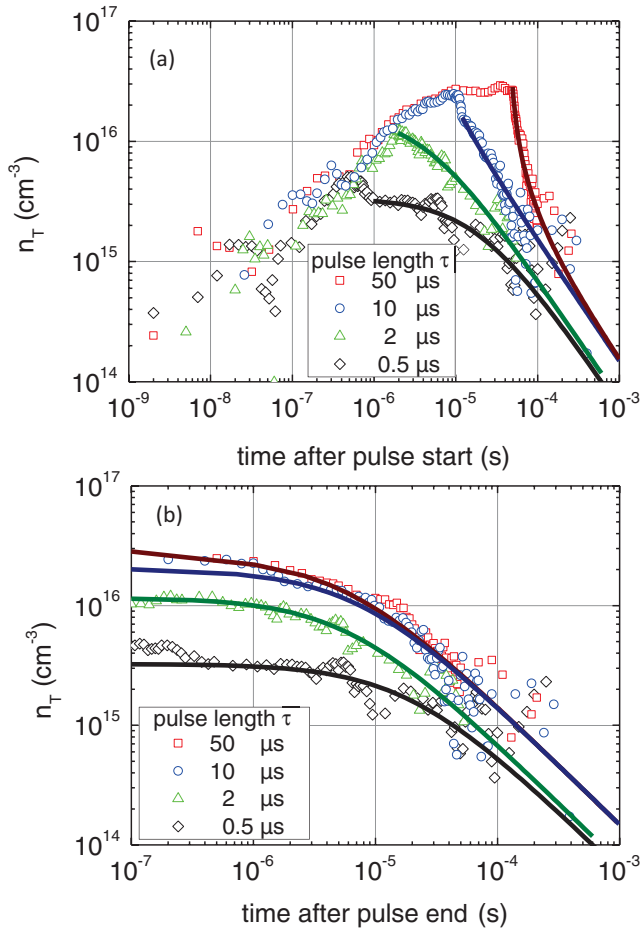 10^17
(a)
10^16
n_T (cm^-3)
10^15
pulse length τ
50 μs
10 μs
2 μs
0.5 μs
10^14
10^-9 10^-8 10^-7 10^-6 10^-5 10^-4 10^-3
time after pulse start (s)
10^17
(b)
10^16
n_T (cm^-3)
10^15
pulse length τ
50 μs
10 μs
2 μs
0.5 μs
10^14
10^-7 10^-6 10^-5 10^-4 10^-3
time after pulse end (s)